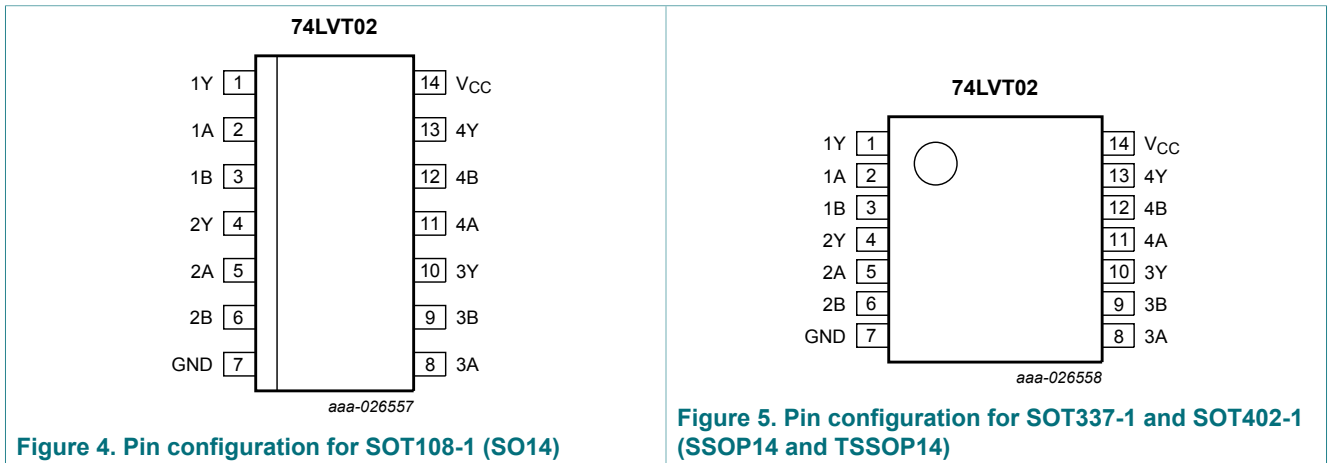 74LVT02
1Y 1 14 VCC
1A 2 13 4Y
1B 3 12 4B
2Y 4 11 4A
2A 5 10 3Y
2B 6 9 3B
GND 7 8 3A
aaa-026557
Figure 4. Pin configuration for SOT108-1 (SO14)
74LVT02
1Y 1 14 VCC
1A 2 13 4Y
1B 3 12 4B
2Y 4 11 4A
2A 5 10 3Y
2B 6 9 3B
GND 7 8 3A
aaa-026558
Figure 5. Pin configuration for SOT337-1 and SOT402-1
(SSOP14 and TSSOP14)